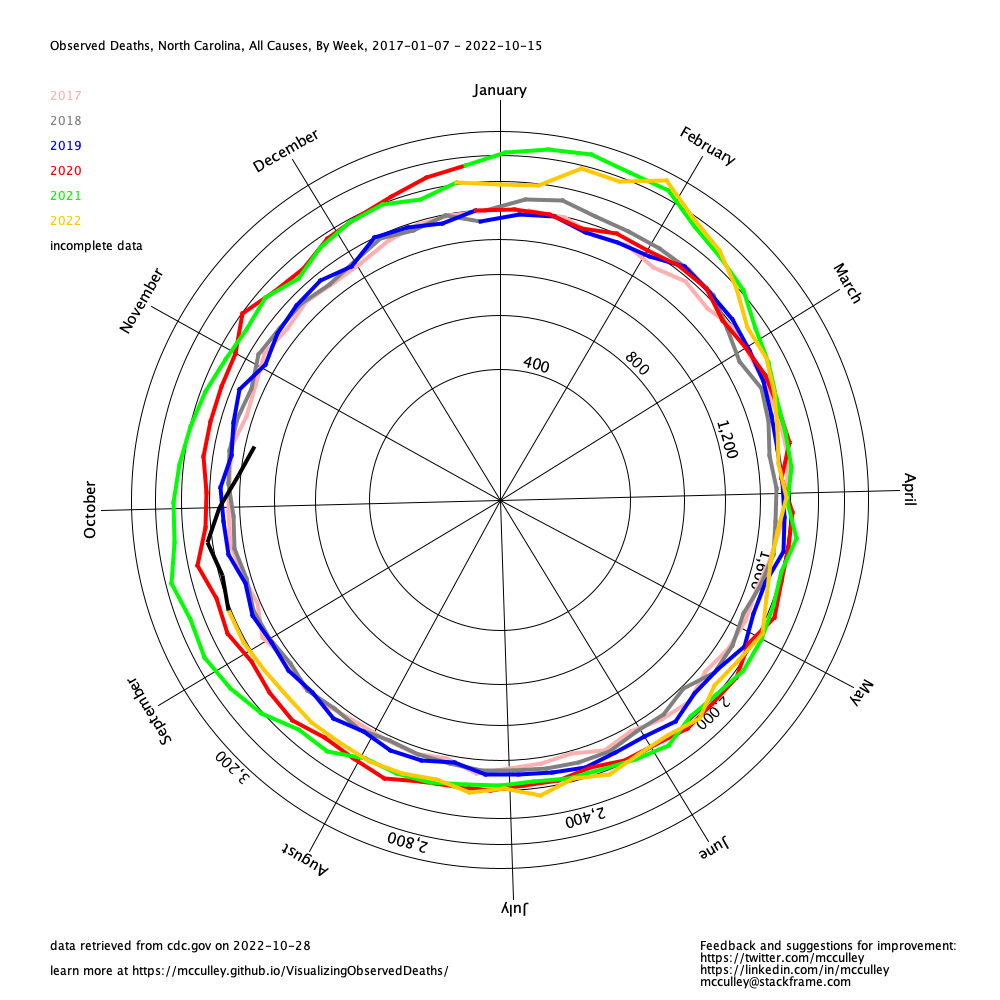 Observed Deaths, North Carolina, All Causes, By Week, 2017-01-07 - 2022-10-15
January
2017
2018
2019
2020
2021
2022
incomplete data
December
February
November
March
400
800
1,200
October
April
1,600
September
May
2,000
3,200
2,400
2,800
August
June
July
data retrieved from cdc.gov on 2022-10-28
learn more at https://mcculley.github.io/VisualizingObservedDeaths/
Feedback and suggestions for improvement:
https://twitter.com/mcculley
https://linkedin.com/in/mcculley
mcculley@stackframe.com